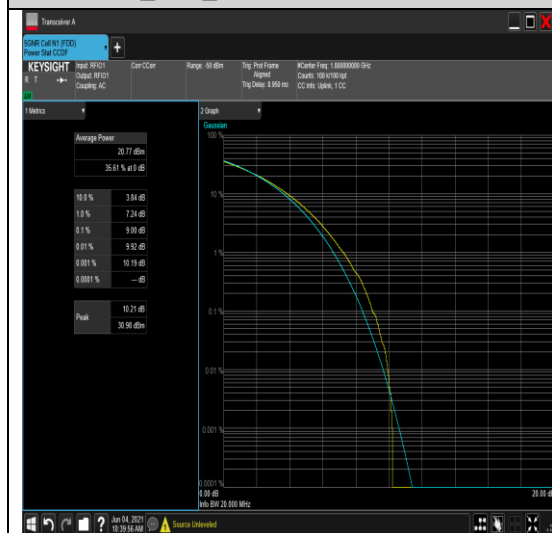 Transceiver A
5GNR Cell N1 (FDD)
Power Stat CCDF
KEYSIGHT
R T
Input: RFIO1
Output: RFIO1
Coupling: AC
Corr CCorr
Range: -50 dBm
Trig: Prot Frame
Aligned
Trig Delay: 8.950 ms
#Center Freq: 1.880000000 GHz
Counts: 100 k/100 kpt
CC Info: Uplink, 1 CC
1 Metrics
2 Graph
Average Power
20.77 dBm
35.61 % at 0 dB
10.0 % 3.84 dB
1.0 % 7.24 dB
0.1 % 9.00 dB
0.01 % 9.92 dB
0.001 % 10.19 dB
0.0001 % --- dB
Peak 10.21 dB
30.98 dBm
Gaussian
100 %
10 %
1 %
0.1 %
0.01 %
0.001 %
0.0001 %
0.00 dB
20.00 d
Info BW 20.000 MHz
Jun 04, 2021
10:39:56 AM
Source Unleveled